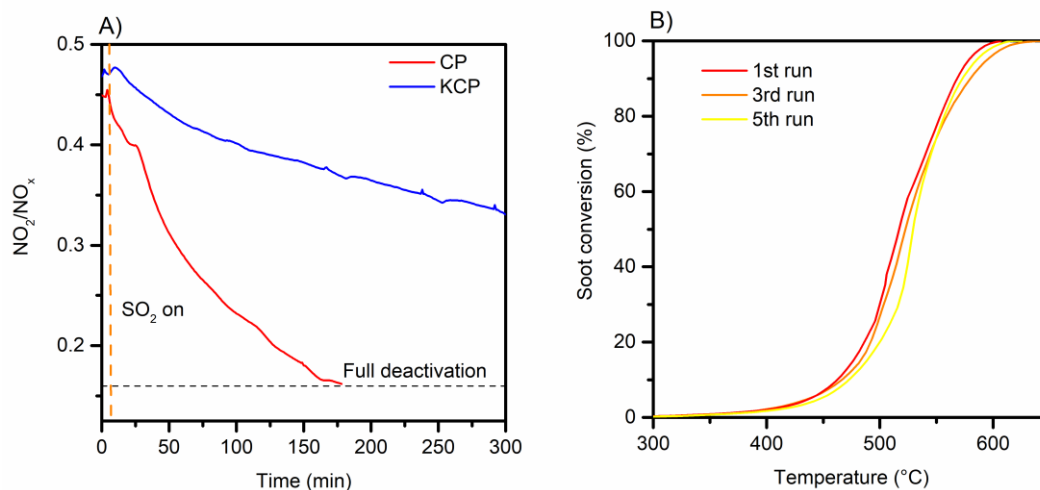 A)
0.5
0.4
0.3
0.2
NO₂/NOₓ
CP
KCP
SO₂ on
Full deactivation
0 50 100 150 200 250 300
Time (min)
B)
100
80
60
40
20
0
Soot conversion (%)
1st run
3rd run
5th run
300 400 500 600
Temperature (°C)